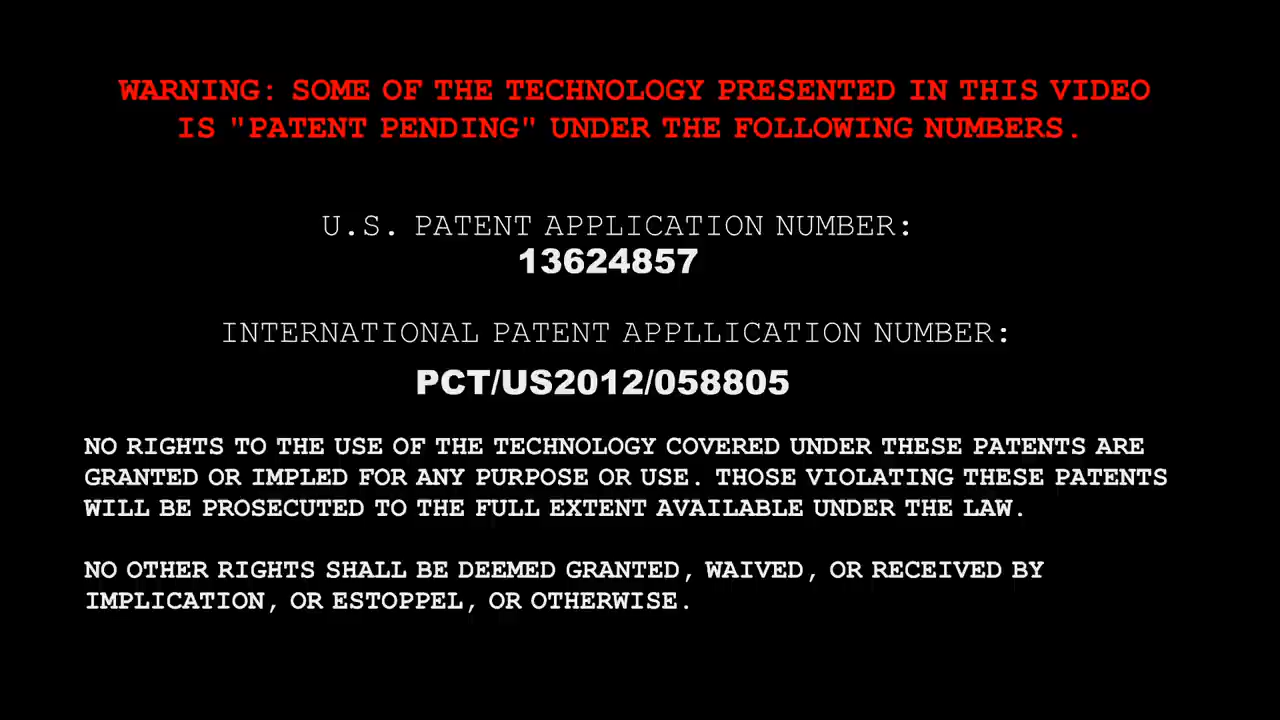 WARNING: SOME OF THE TECHNOLOGY PRESENTED IN THIS VIDEO
IS "PATENT PENDING" UNDER THE FOLLOWING NUMBERS.
U.S. PATENT APPLICATION NUMBER:
13624857
INTERNATIONAL PATENT APPLLICATION NUMBER:
PCT/US2012/058805
NO RIGHTS TO THE USE OF THE TECHNOLOGY COVERED UNDER THESE PATENTS ARE
GRANTED OR IMPLED FOR ANY PURPOSE OR USE. THOSE VIOLATING THESE PATENTS
WILL BE PROSECUTED TO THE FULL EXTENT AVAILABLE UNDER THE LAW.
NO OTHER RIGHTS SHALL BE DEEMED GRANTED, WAIVED, OR RECEIVED BY
IMPLICATION, OR ESTOPPEL, OR OTHERWISE.